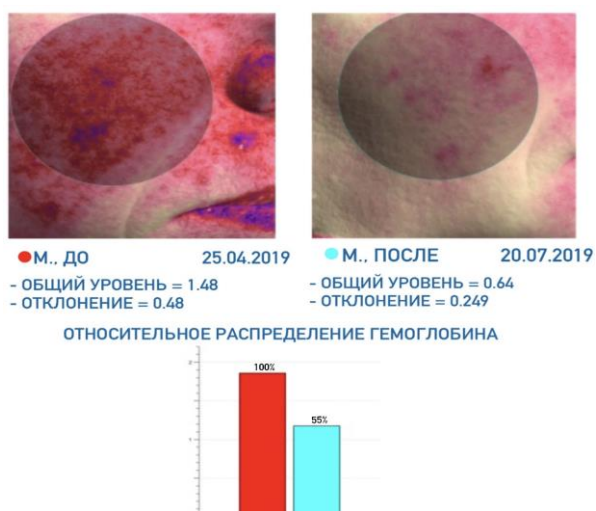 М., ДО 25.04.2019
- ОБЩИЙ УРОВЕНЬ = 1.48
- ОТКЛОНЕНИЕ = 0.48
М., ПОСЛЕ 20.07.2019
- ОБЩИЙ УРОВЕНЬ = 0.64
- ОТКЛОНЕНИЕ = 0.249
ОТНОСИТЕЛЬНОЕ РАСПРЕДЕЛЕНИЕ ГЕМОГЛОБИНА
100%
55%